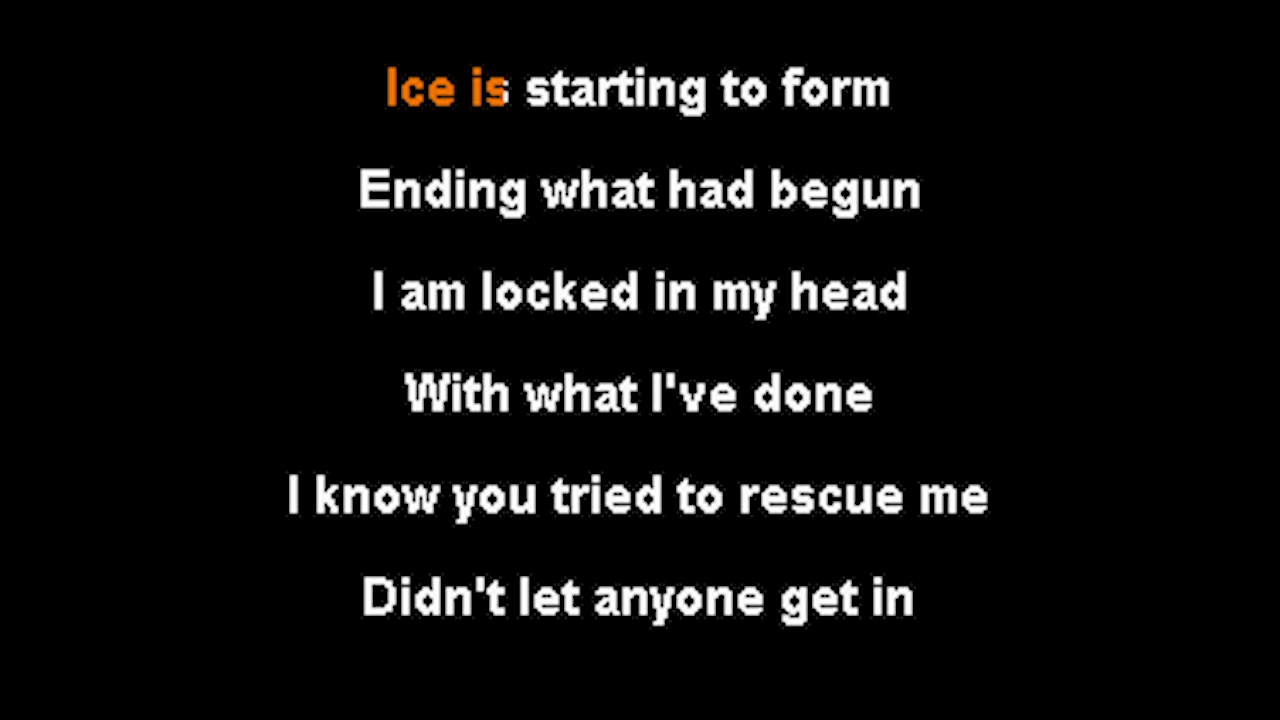 Ice is starting to form
Ending what had begun
I am locked in my head
With what I've done
I know you tried to rescue me
Didn't let anyone get in